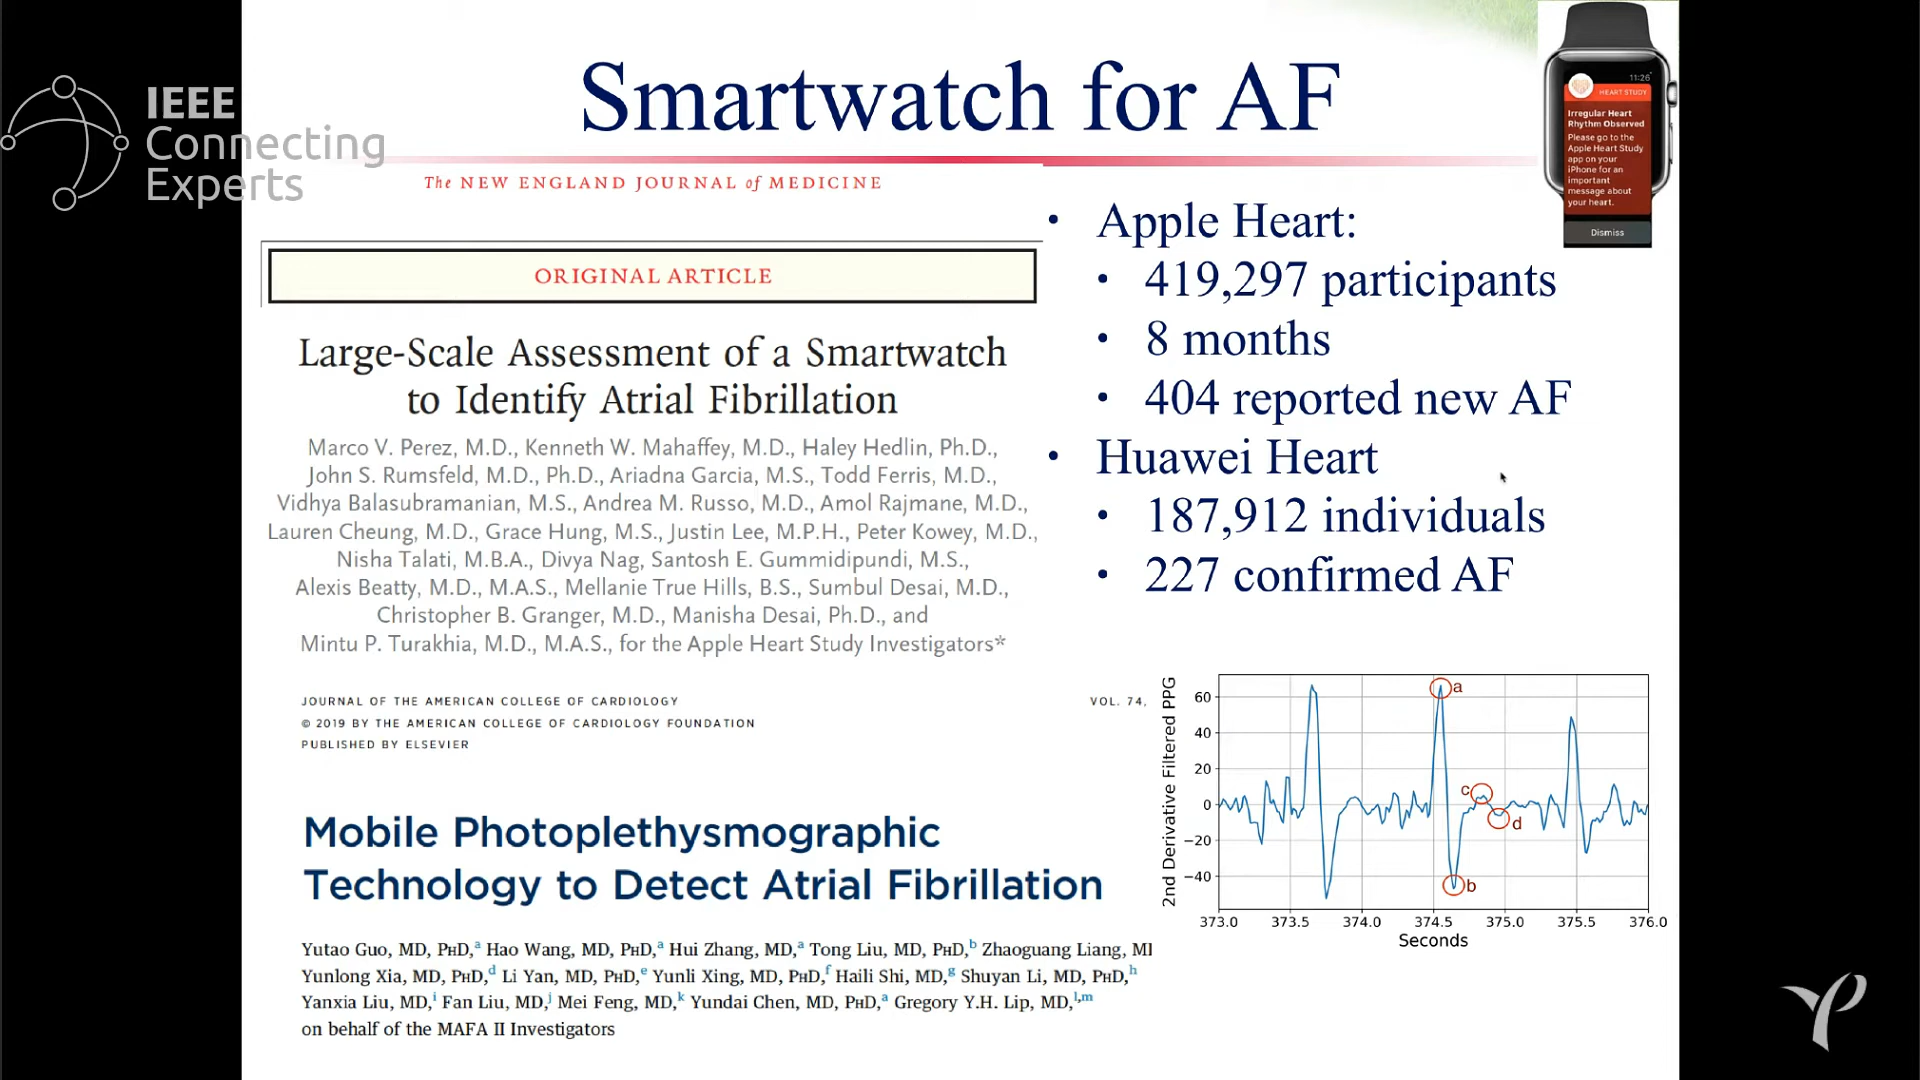 IEEE
Connecting
Experts
Smartwatch for AF
11:26
HEART STUDY
Irregular Heart
Rhythm Observed
Please go to the
Apple Heart Study
app on your
iPhone for an
important
message about
your heart.
Dismiss
The NEW ENGLAND JOURNAL of MEDICINE
ORIGINAL ARTICLE
Large-Scale Assessment of a Smartwatch
to Identify Atrial Fibrillation
Marco V. Perez, M.D., Kenneth W. Mahaffey, M.D., Haley Hedlin, Ph.D.,
John S. Rumsfeld, M.D., Ph.D., Ariadna Garcia, M.S., Todd Ferris, M.D.,
Vidhya Balasubramanian, M.S., Andrea M. Russo, M.D., Amol Rajmane, M.D.,
Lauren Cheung, M.D., Grace Hung, M.S., Justin Lee, M.P.H., Peter Kowey, M.D.,
Nisha Talati, M.B.A., Divya Nag, Santosh E. Gummidipundi, M.S.,
Alexis Beatty, M.D., M.A.S., Mellanie True Hills, B.S., Sumbul Desai, M.D.,
Christopher B. Granger, M.D., Manisha Desai, Ph.D., and
Mintu P. Turakhia, M.D., M.A.S., for the Apple Heart Study Investigators*
• Apple Heart:
• 419,297 participants
• 8 months
• 404 reported new AF
• Huawei Heart
• 187,912 individuals
• 227 confirmed AF
JOURNAL OF THE AMERICAN COLLEGE OF CARDIOLOGY
VOL. 74,
© 2019 BY THE AMERICAN COLLEGE OF CARDIOLOGY FOUNDATION
PUBLISHED BY ELSEVIER
Mobile Photoplethysmographic
Technology to Detect Atrial Fibrillation
Yutao Guo, MD, PhD,a Hao Wang, MD, PhD,a Hui Zhang, MD,a Tong Liu, MD, PhD,b Zhaoguang Liang, MD
Yunlong Xia, MD, PhD,d Li Yan, MD, PhD,e Yunli Xing, MD, PhD,f Haili Shi, MD,g Shuyan Li, MD, PhD,h
Yanxia Liu, MD,i Fan Liu, MD,j Mei Feng, MD,k Yundai Chen, MD, PhD,a Gregory Y.H. Lip, MD,l,m
on behalf of the MAFA II Investigators
2nd Derivative Filtered PPG
60
40
20
0
−20
−40
a
b
c
d
373.0 373.5 374.0 374.5 375.0 375.5 376.0
Seconds